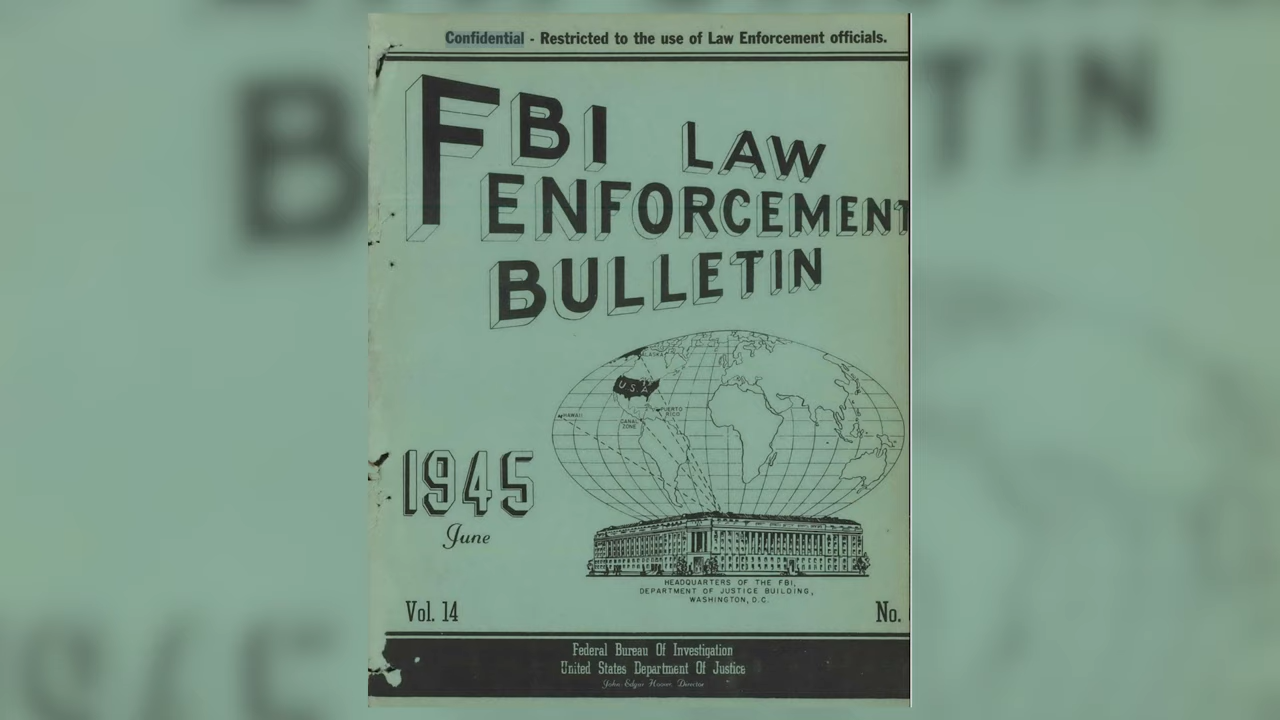 Confidential - Restricted to the use of Law Enforcement officials.
FBI LAW
ENFORCEMENT
BULLETIN
ALASKA
U.S.A.
HAWAII
PUERTO
RICO
CANAL
ZONE
1945
June
HEADQUARTERS OF THE FBI,
DEPARTMENT OF JUSTICE BUILDING,
WASHINGTON, D.C.
Vol. 14
No.
Federal Bureau Of Investigation
United States Department Of Justice
John Edgar Hoover, Director